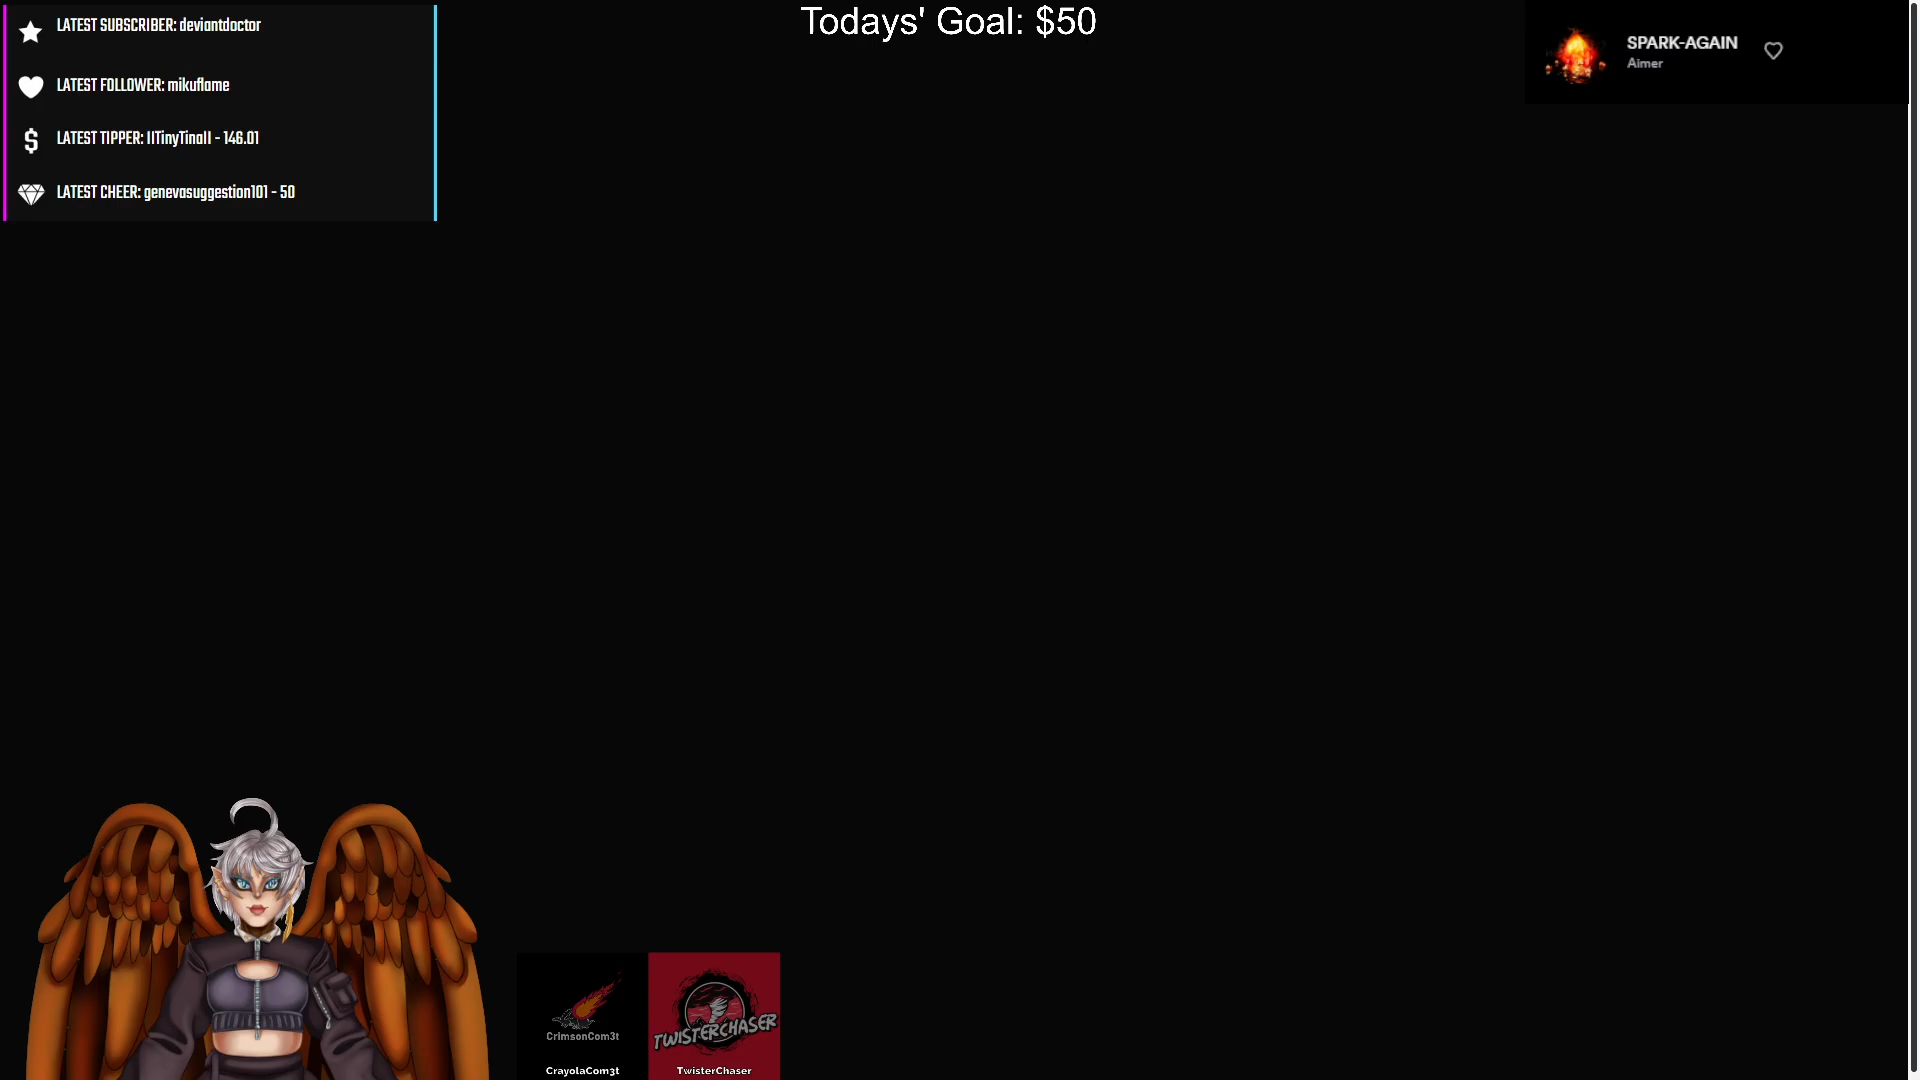 LATEST SUBSCRIBER: deviantdoctor
LATEST FOLLOWER: mikuflame
LATEST TIPPER: IITinyTinaII - 146.01
LATEST CHEER: genevasuggestion101 - 50
Todays' Goal: $50
SPARK-AGAIN
Aimer
CrimsonCom3t
CrayolaCom3t
TWISTERCHASER
TwisterChaser